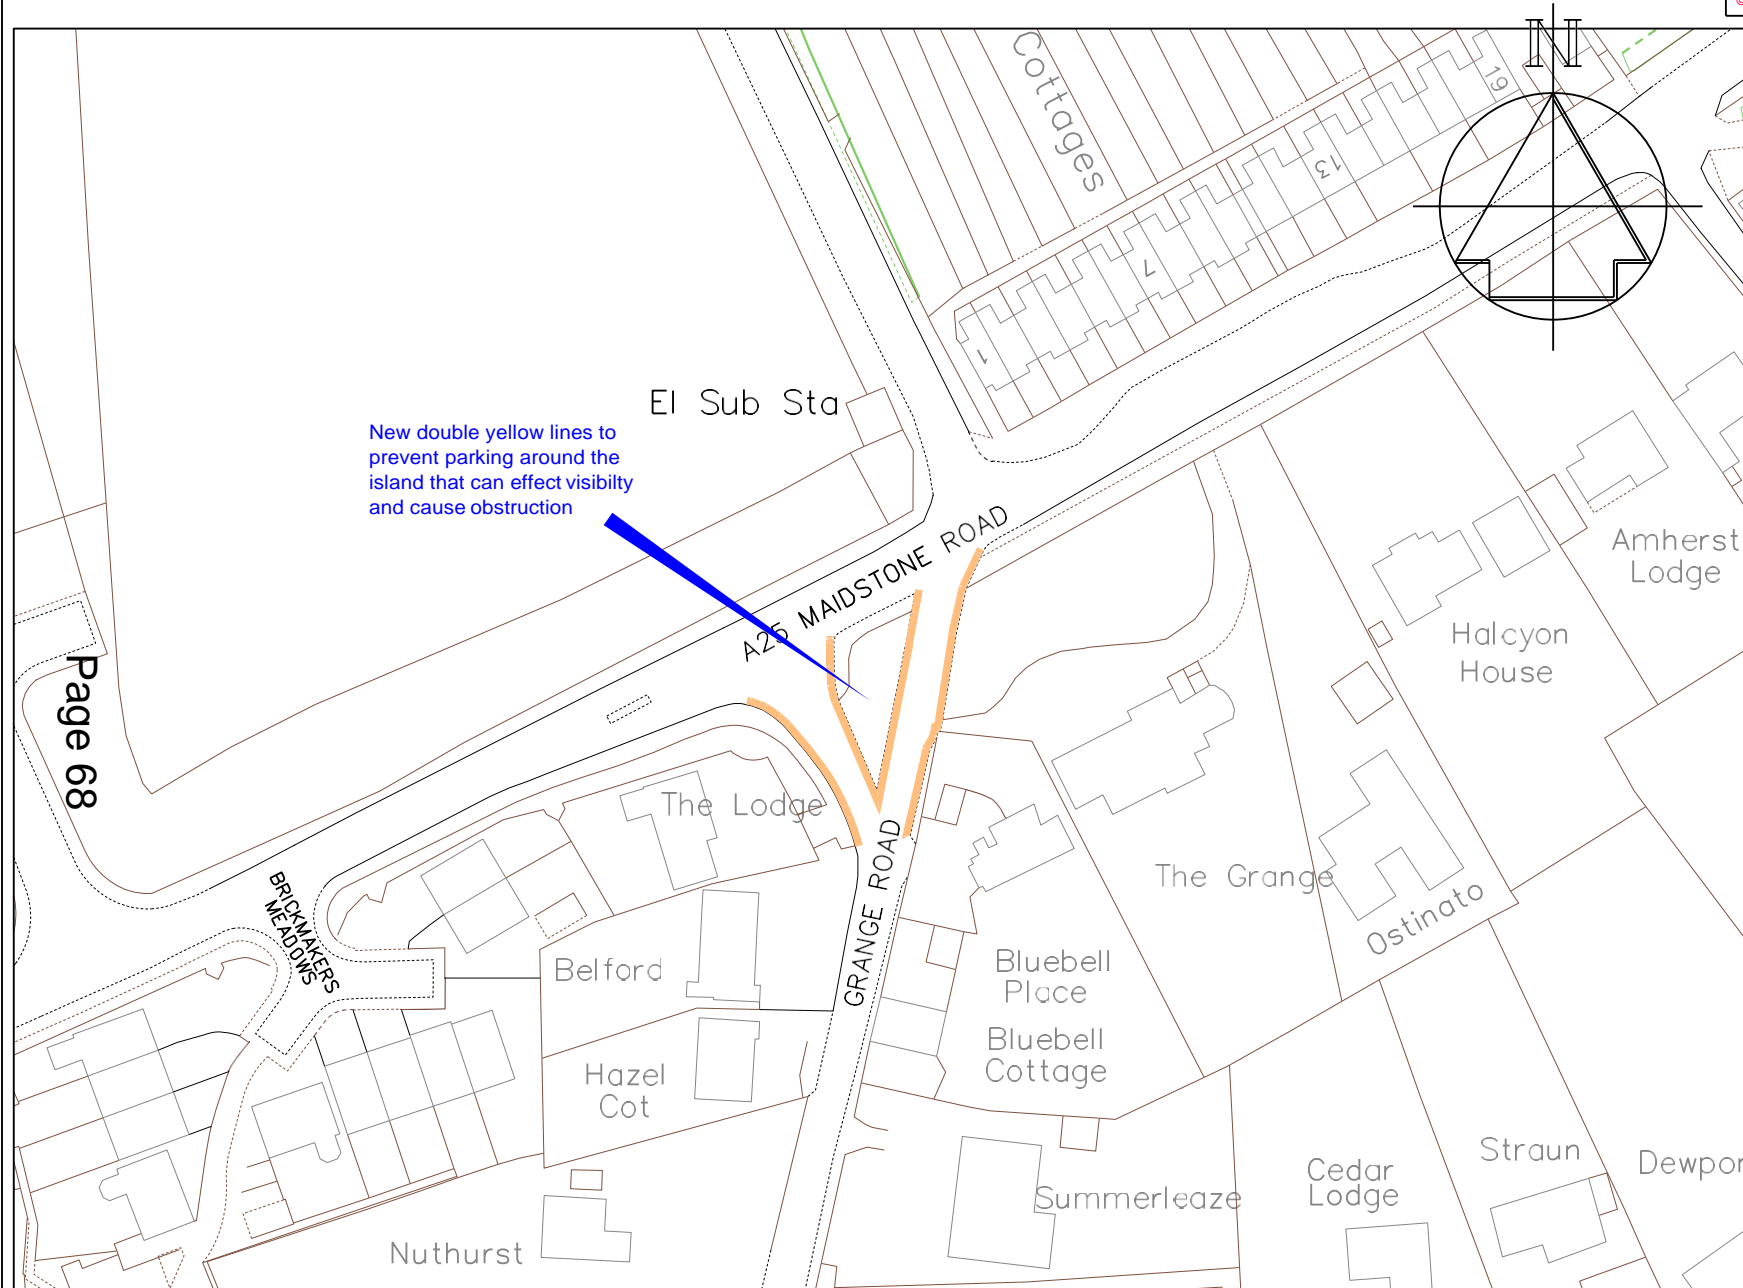 N
Cottages
19
13
7
1
El Sub Sta
New double yellow lines to
prevent parking around the
island that can effect visibilty
and cause obstruction
A25 MAIDSTONE ROAD
Amherst
Lodge
Halcyon
House
Page 68
The Lodge
GRANGE ROAD
The Grange
Ostinato
BRICKMAKERS
MEADOWS
Belford
Bluebell
Place
Bluebell
Cottage
Hazel
Cot
Straun
Dewpor
Cedar
Lodge
Summerleaze
Nuthurst